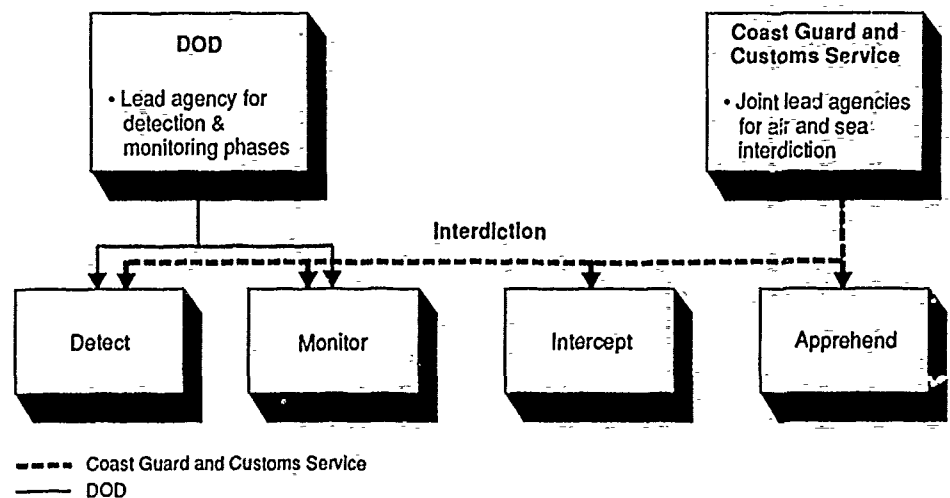 DOD
• Lead agency for
detection &
monitoring phases
Coast Guard and
Customs Service
• Joint lead agencies
for air and sea
interdiction
Interdiction
Detect
Monitor
Intercept
Apprehend
Coast Guard and Customs Service
DOD